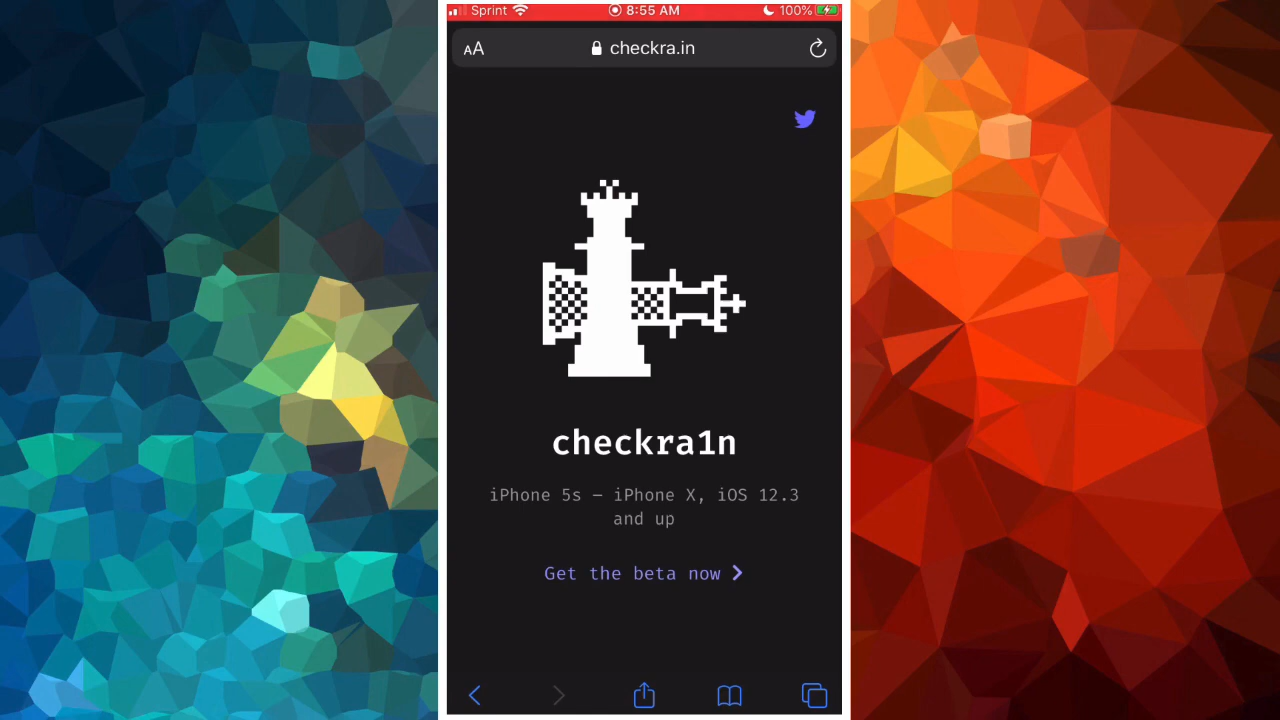 Sprint 8:55 AM 100%
AA checkra.in
checkra1n
iPhone 5s – iPhone X, iOS 12.3
and up
Get the beta now